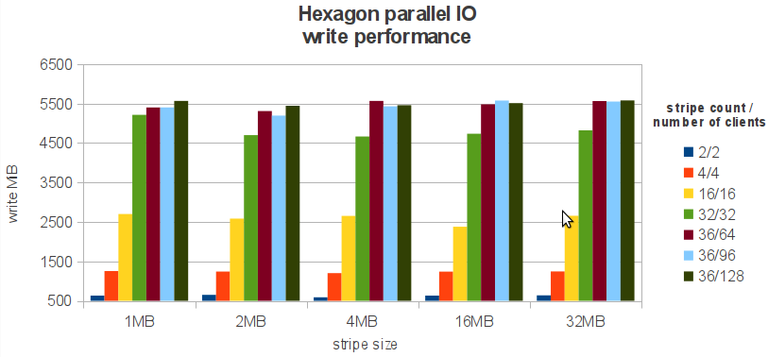 Hexagon parallel IO
write performance
6500
5500
4500
3500
2500
1500
500
write MiB
1MB
2MB
4MB
16MB
32MB
stripe size
stripe count /
number of clients
2/2
4/4
16/16
32/32
36/64
36/96
36/128